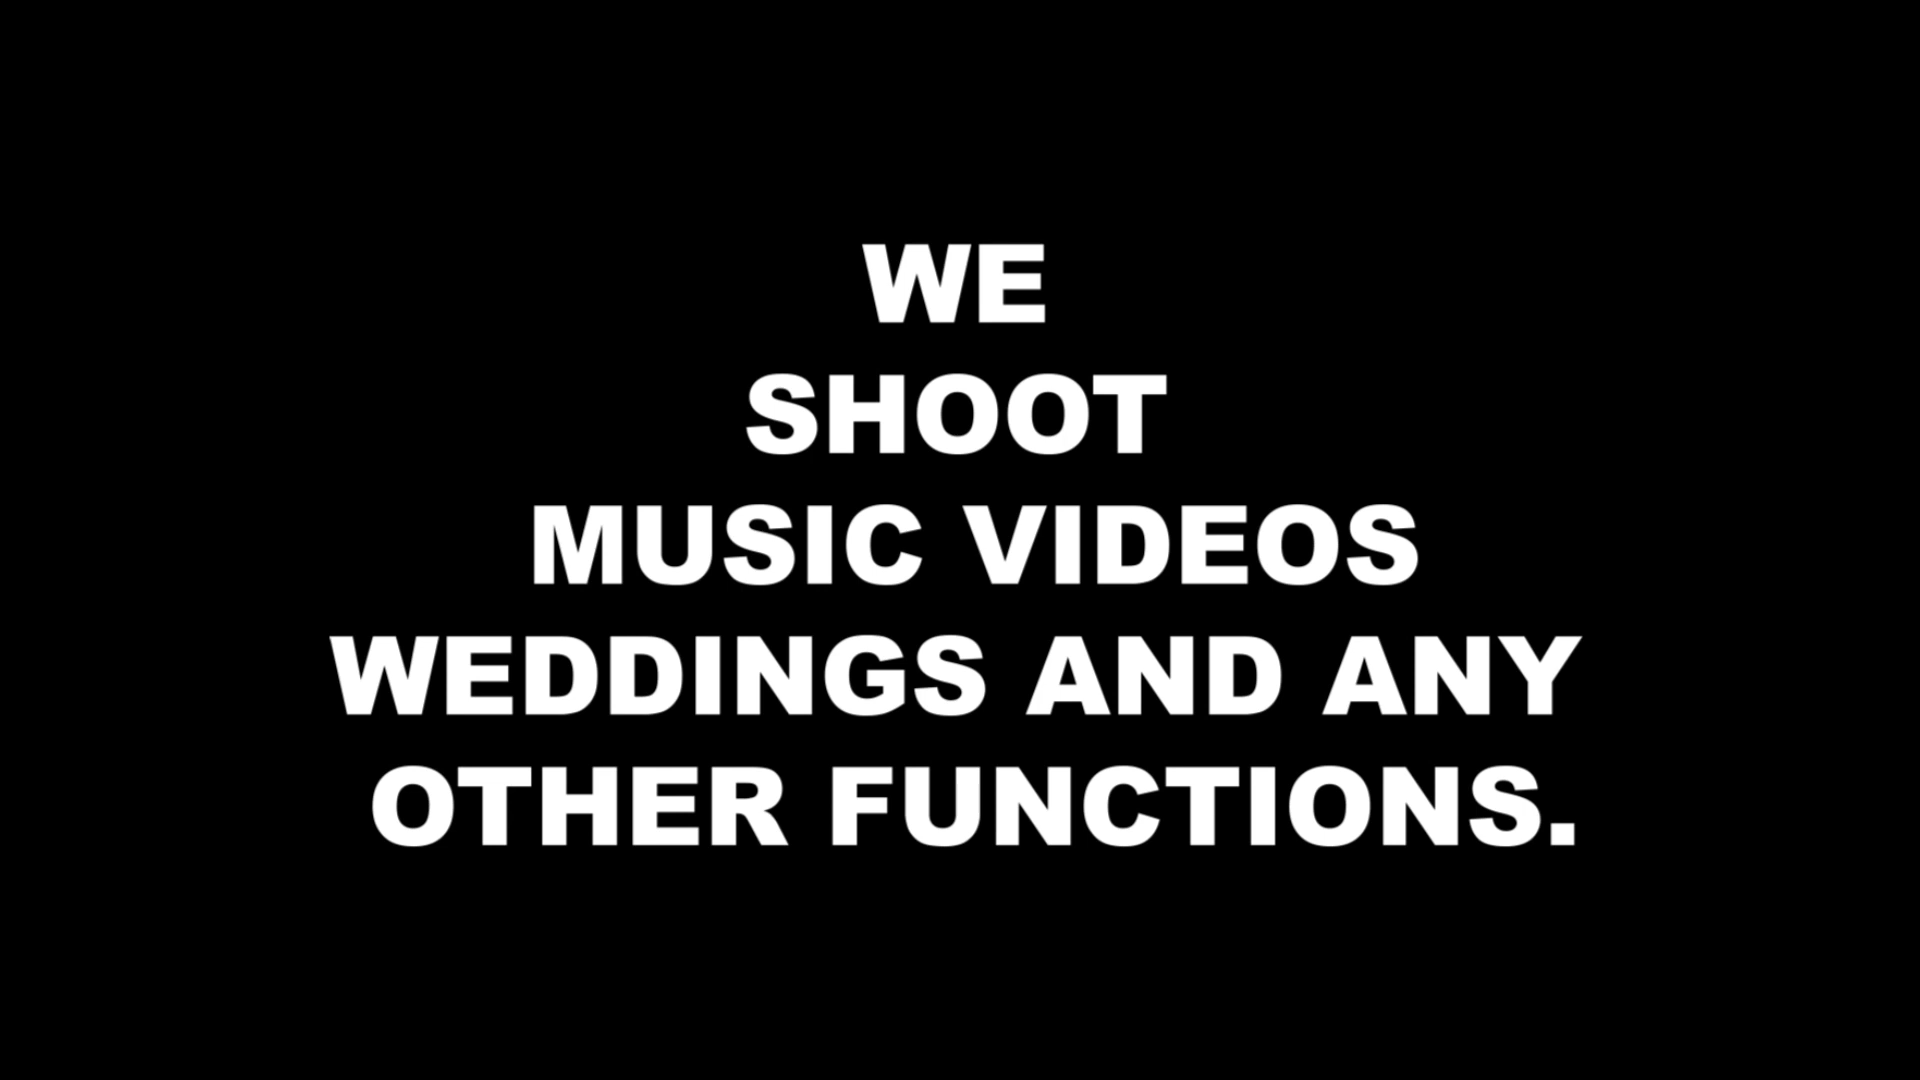 WE
SHOOT
MUSIC VIDEOS
WEDDINGS AND ANY
OTHER FUNCTIONS.